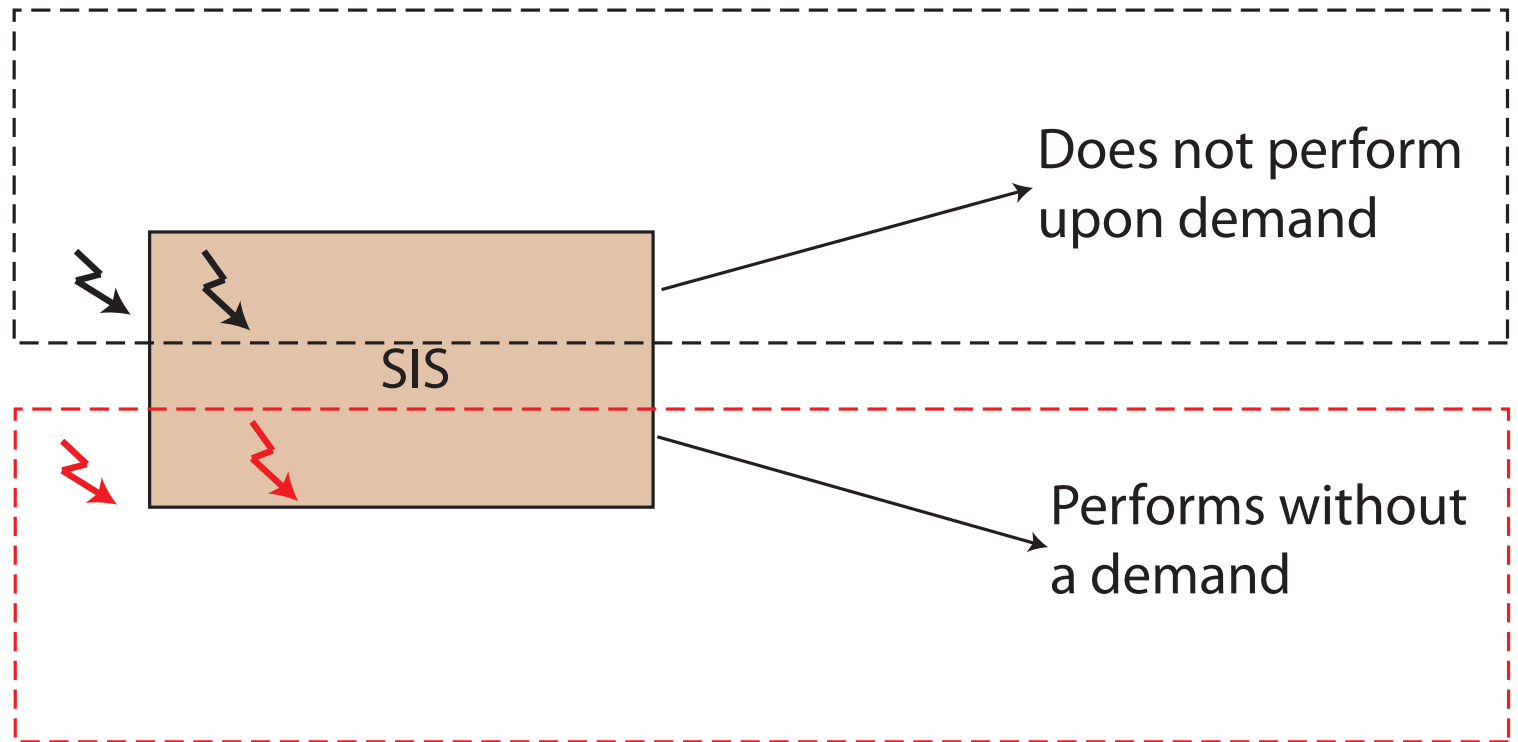 Does not perform
upon demand
SIS
Performs without
a demand